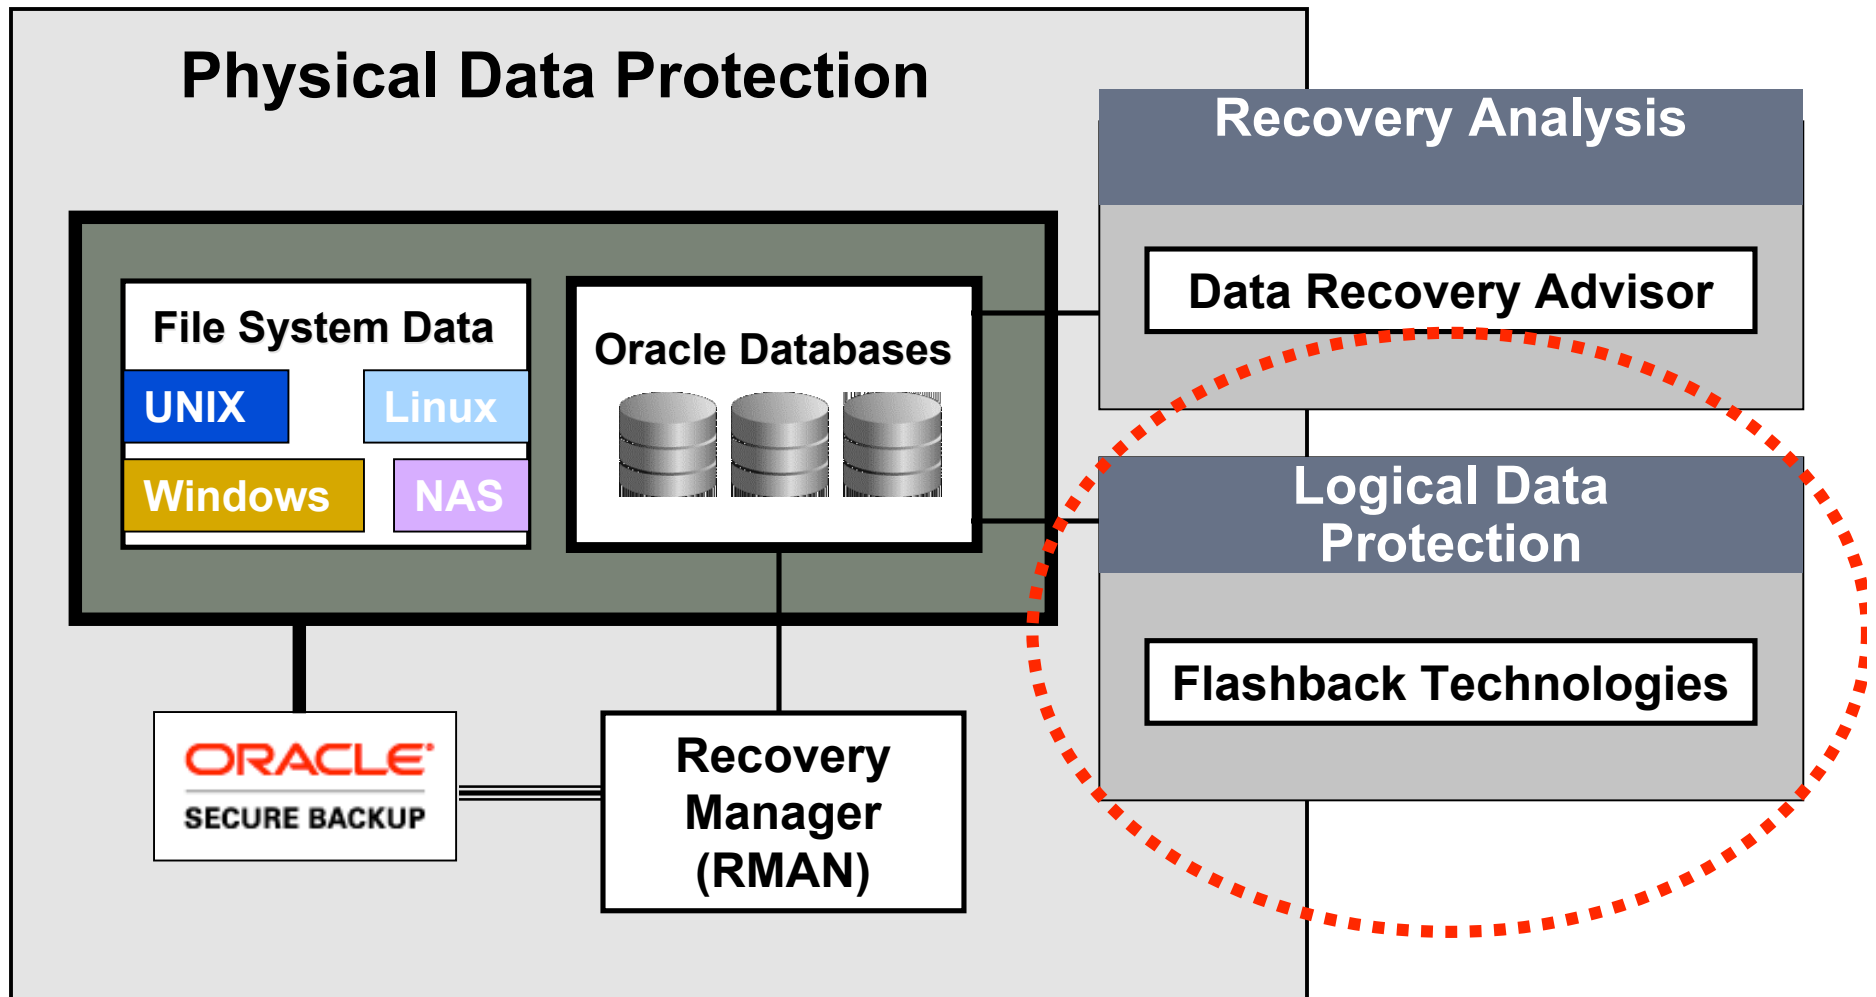 Physical Data Protection
Recovery Analysis
Data Recovery Advisor
File System Data
UNIX
Linux
Windows
NAS
Oracle Databases
Logical Data
Protection
Flashback Technologies
ORACLE®
SECURE BACKUP
Recovery
Manager
(RMAN)